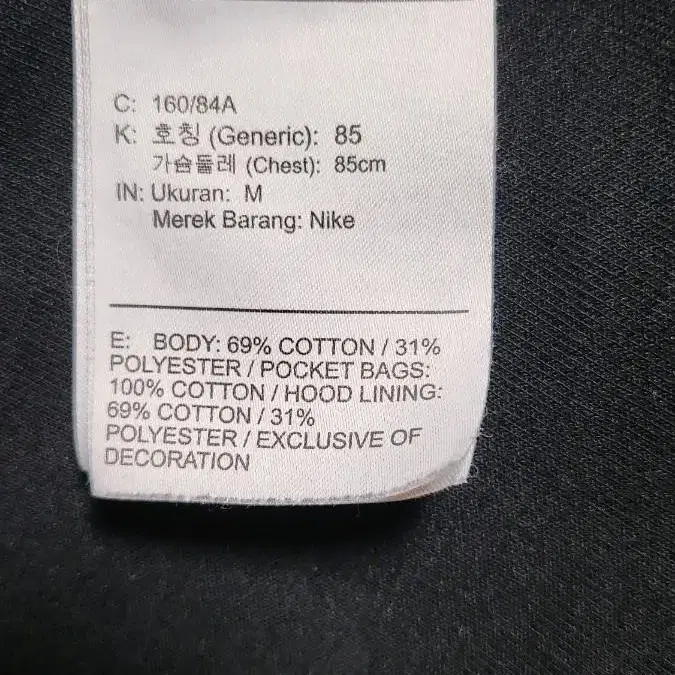 C: 160/84A
K: 호칭 (Generic): 85
가슴둘레 (Chest): 85cm
IN: Ukuran: M
Merek Barang: Nike
E: BODY: 69% COTTON / 31%
POLYESTER / POCKET BAGS:
100% COTTON / HOOD LINING:
69% COTTON / 31%
POLYESTER / EXCLUSIVE OF
DECORATION